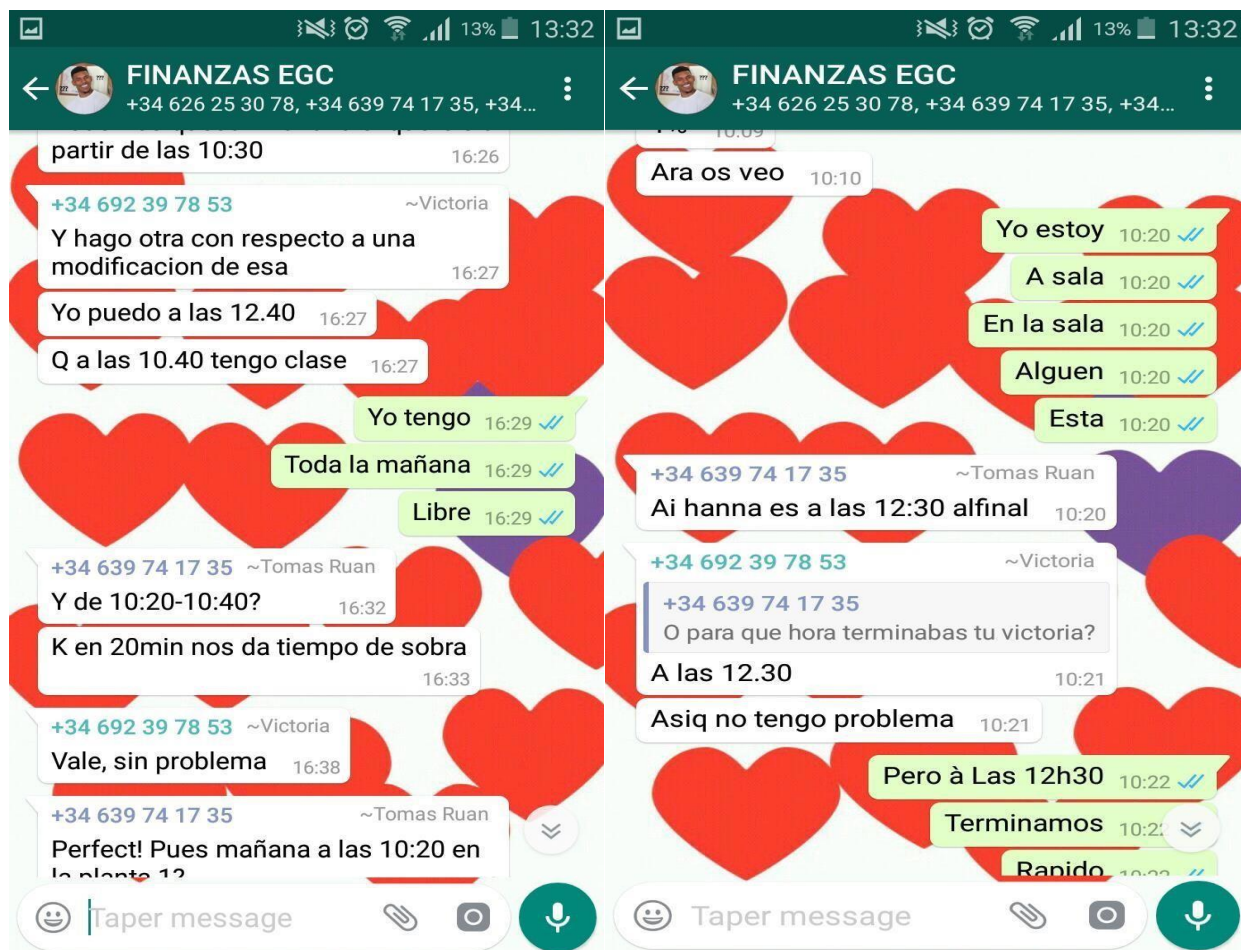 13% 13:32
FINANZAS EGC
+34 626 25 30 78, +34 639 74 17 35, +34...
partir de las 10:30
16:26
+34 692 39 78 53 ~Victoria
Y hago otra con respecto a una
modificacion de esa 16:27
Yo puedo a las 12.40 16:27
Q a las 10.40 tengo clase 16:27
Yo tengo 16:29
Toda la mañana 16:29
Libre 16:29
+34 639 74 17 35 ~Tomas Ruan
Y de 10:20-10:40? 16:32
K en 20min nos da tiempo de sobra
16:33
+34 692 39 78 53 ~Victoria
Vale, sin problema 16:38
+34 639 74 17 35 ~Tomas Ruan
Perfect! Pues mañana a las 10:20 en
la planta 1?
Taper message
13% 13:32
FINANZAS EGC
+34 626 25 30 78, +34 639 74 17 35, +34...
10:09
Ara os veo 10:10
Yo estoy 10:20
A sala 10:20
En la sala 10:20
Alguen 10:20
Esta 10:20
+34 639 74 17 35 ~Tomas Ruan
Ai hanna es a las 12:30 alfinal 10:20
+34 692 39 78 53 ~Victoria
+34 639 74 17 35
O para que hora terminabas tu victoria?
A las 12.30 10:21
Asiq no tengo problema 10:21
Pero à Las 12h30 10:22
Terminamos 10:22
Rapido
Taper message